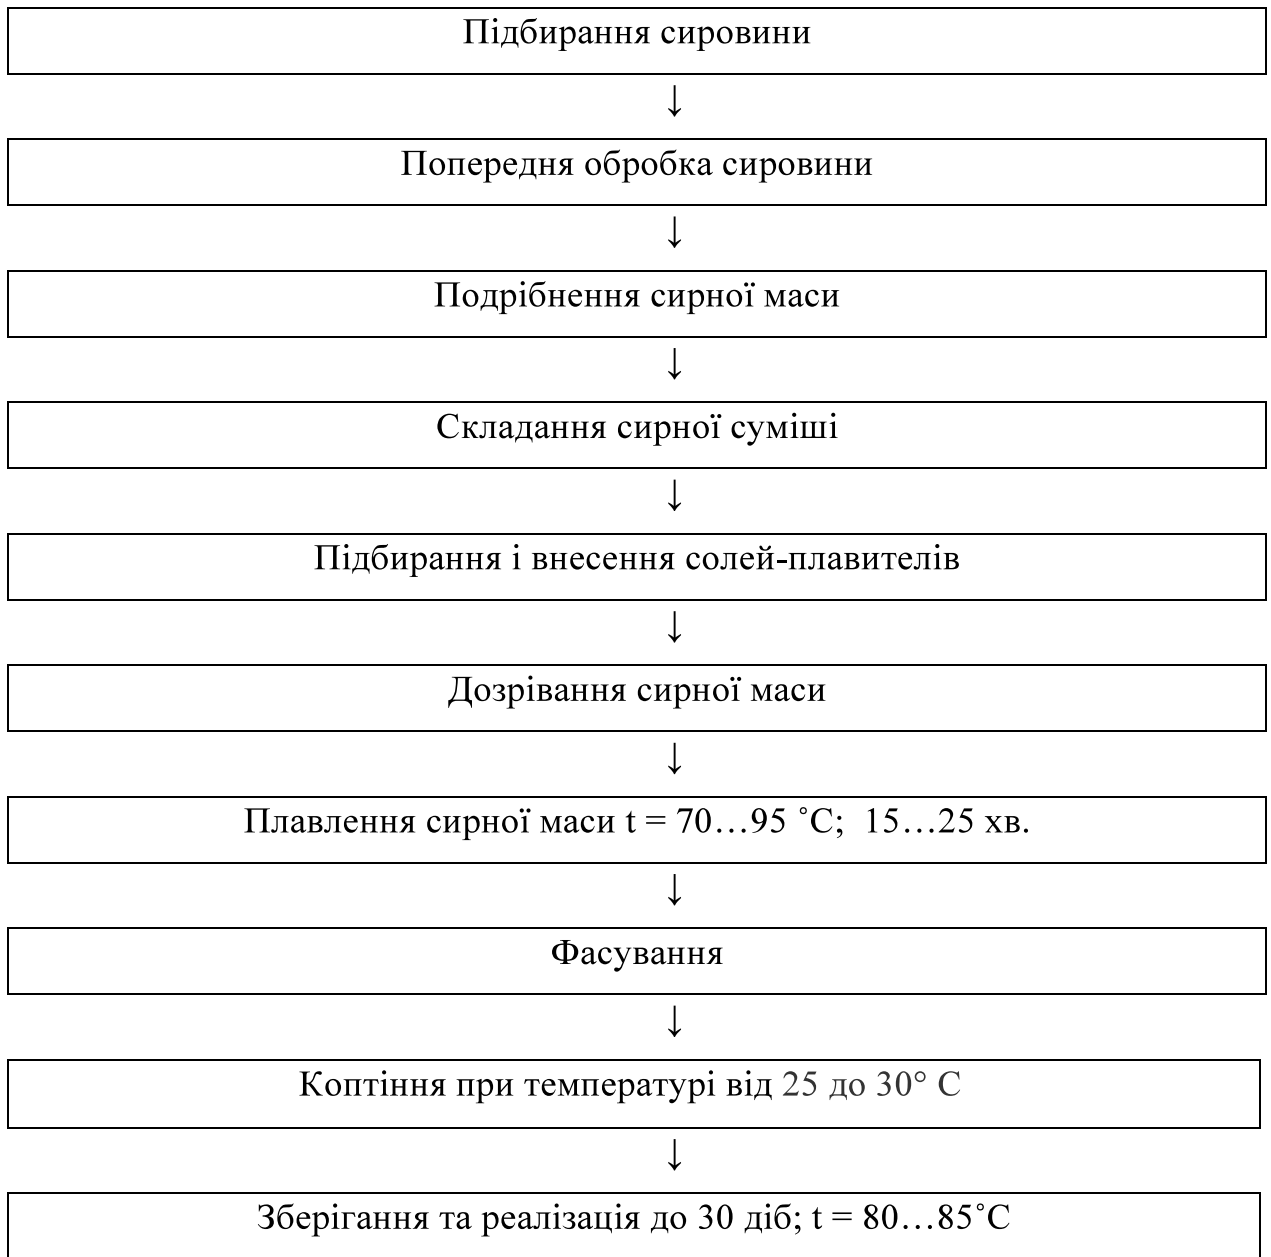 Підбирання сировини
↓
Попередня обробка сировини
↓
Подрібнення сирної маси
↓
Складання сирної суміші
↓
Підбирання і внесення солей-плавителів
↓
Дозрівання сирної маси
↓
Плавлення сирної маси t = 70…95 ˚С;  15…25 хв.
↓
Фасування
↓
Коптіння при температурі від 25 до 30° С
↓
Зберігання та реалізація до 30 діб; t = 80…85˚С